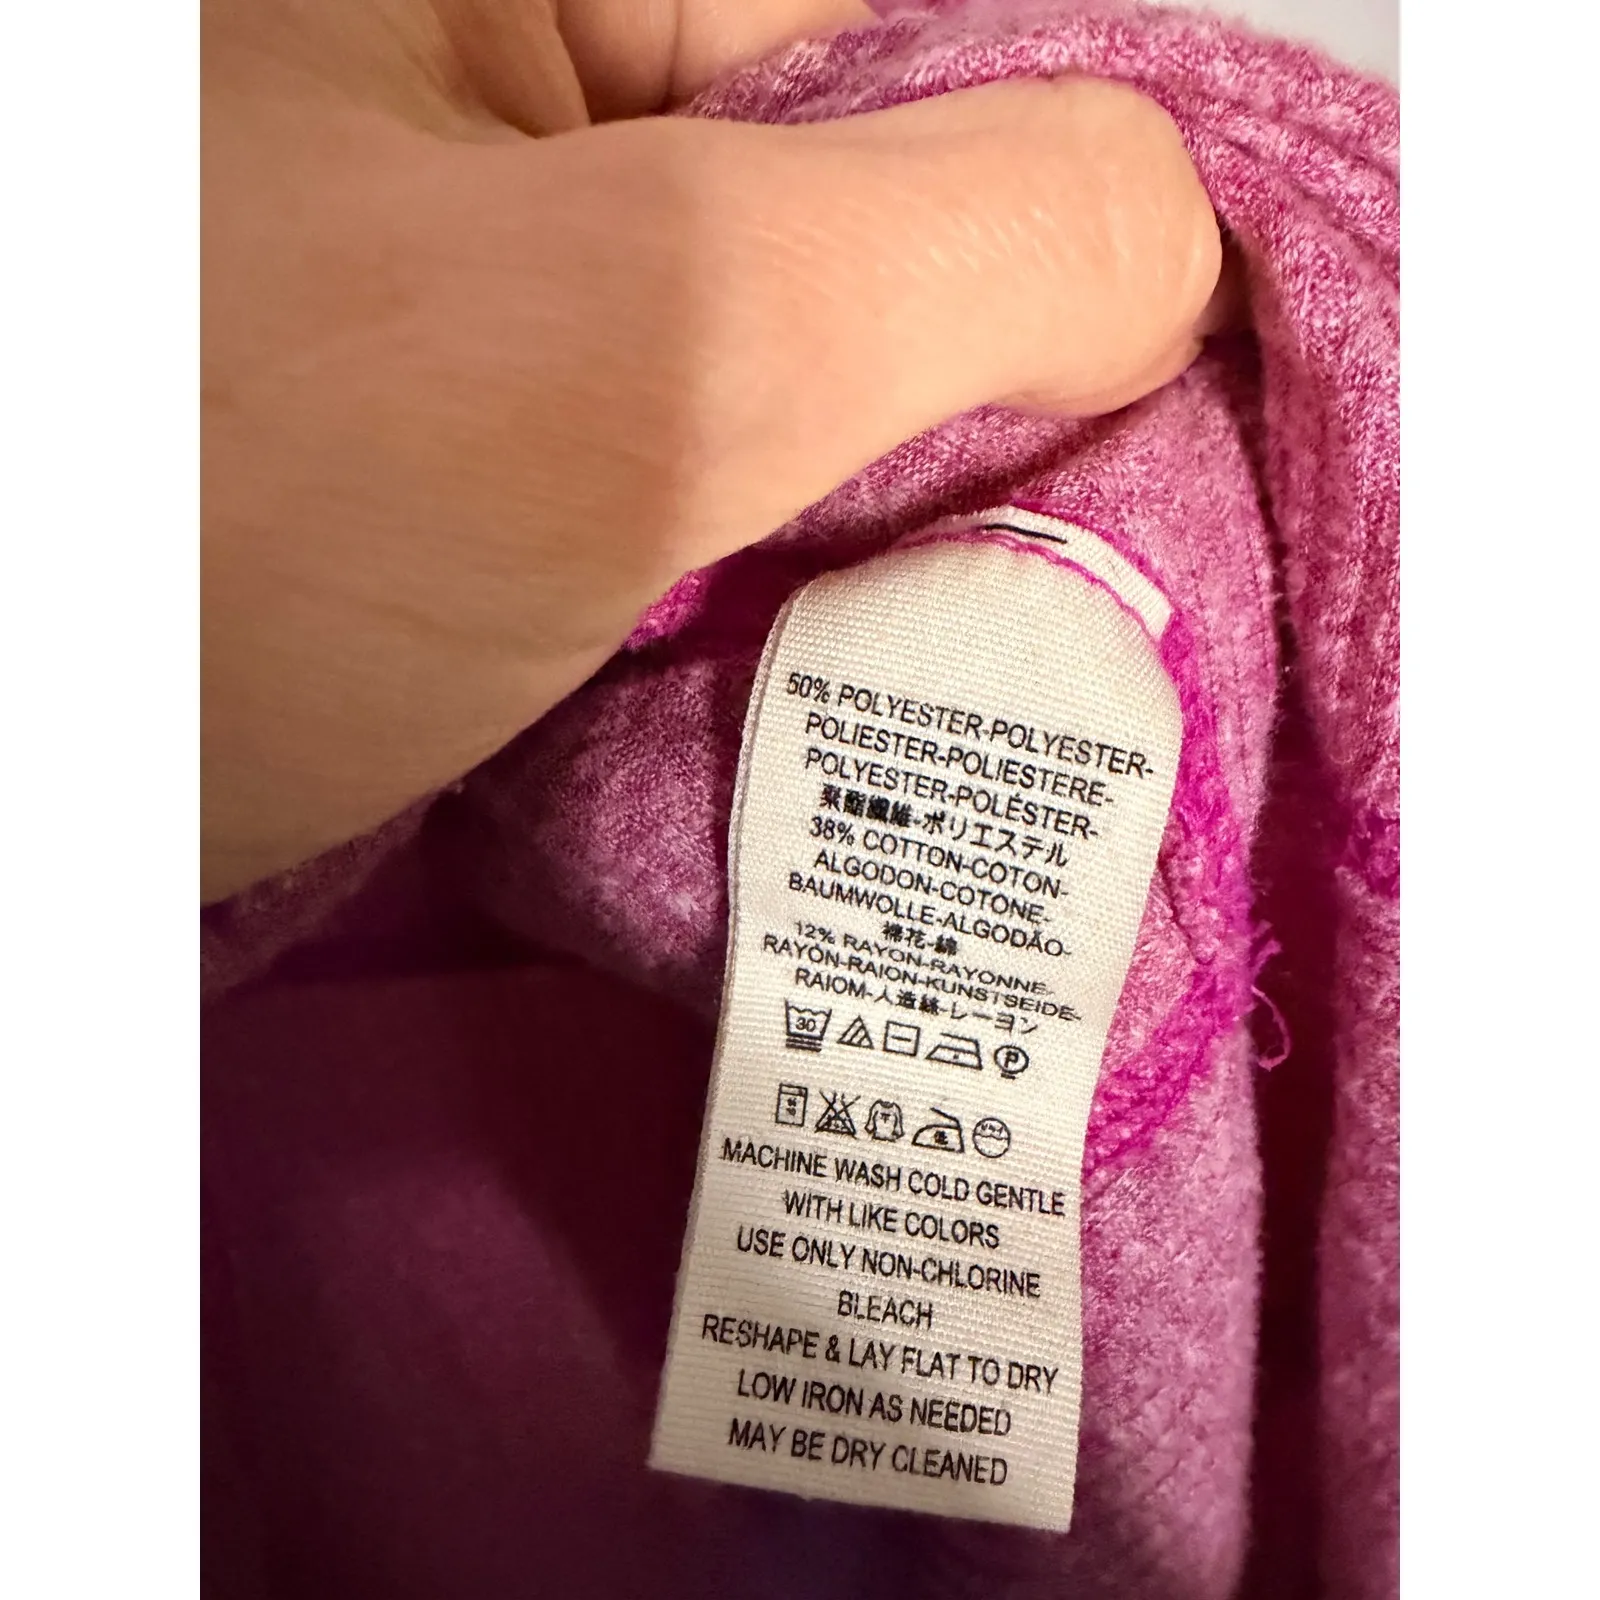 50% POLYESTER-POLYESTER-
POLIESTER-POLIESTERE-
POLYESTER-POLÉSTER-
聚酯纖維-ポリエステル
38% COTTON-COTON-
ALGODON-COTONE-
BAUMWOLLE-ALGODÃO-
棉花-綿
12% RAYON-RAYONNE-
RAYÓN-RAION-KUNSTSEIDE-
RAIOM-人造絲-レーヨン
30
P
MACHINE WASH COLD GENTLE
WITH LIKE COLORS
USE ONLY NON-CHLORINE
BLEACH
RESHAPE & LAY FLAT TO DRY
LOW IRON AS NEEDED
MAY BE DRY CLEANED